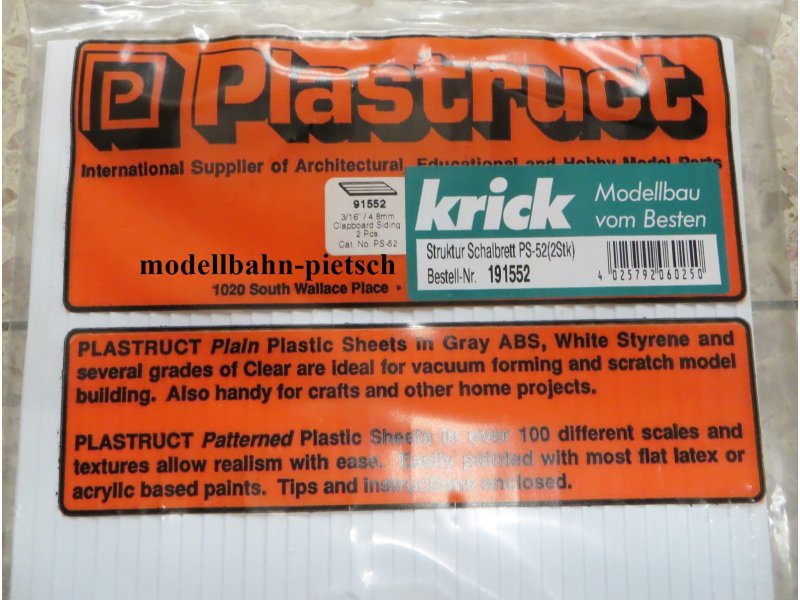 P Plastruct
International Supplier of Architectural, Educational and Hobby Model Parts
91552
3/16" / 4.8mm
Clapboard Siding
2 Pcs.
Cat. No. PS-52
krick Modellbau
vom Besten
Struktur Schalbrett PS-52(2Stk)
Bestell-Nr. 191552
4 025792 060250
modellbahn-pietsch
1020 South Wallace Place •
PLASTRUCT Plain Plastic Sheets in Gray ABS, White Styrene and
several grades of Clear are ideal for vacuum forming and scratch model
building. Also handy for crafts and other home projects.
PLASTRUCT Patterned Plastic Sheets in over 100 different scales and
textures allow realism with ease. Easily painted with most flat latex or
acrylic based paints. Tips and instructions enclosed.